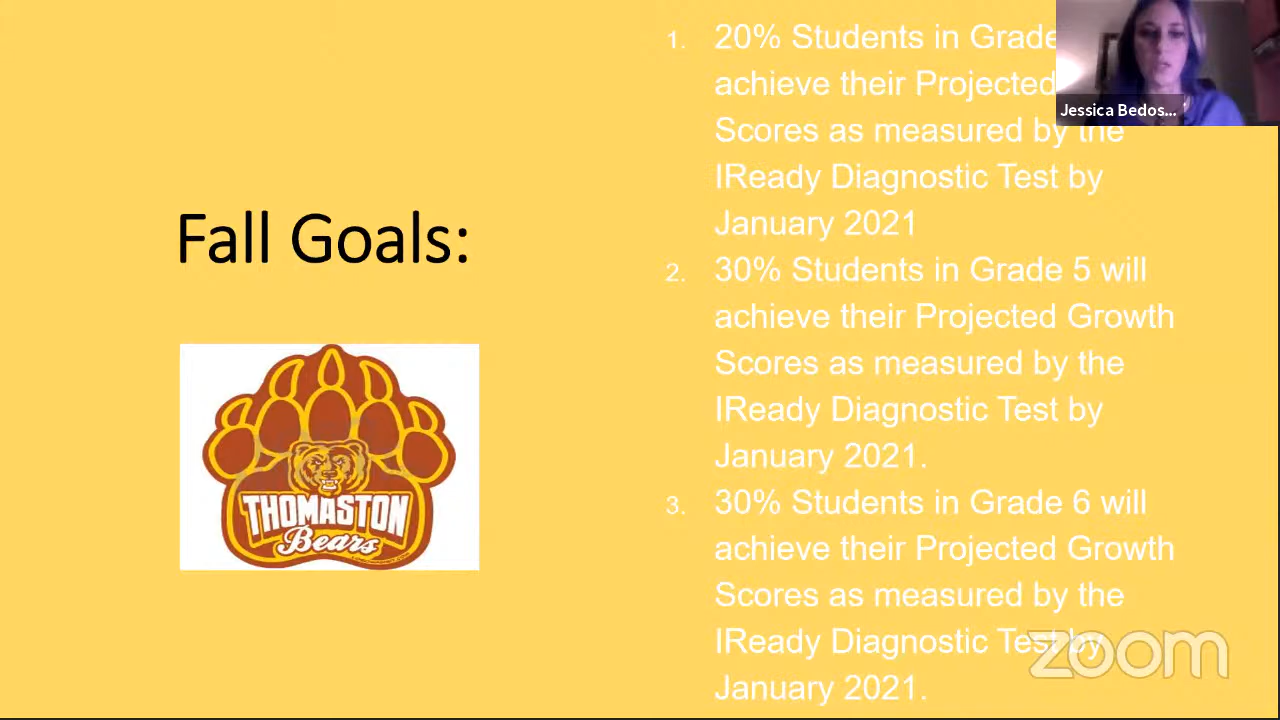 Fall Goals:
THOMASTON
Bears
1. 20% Students in Grade
achieve their Projected
Scores as measured by the
IReady Diagnostic Test by
January 2021
2. 30% Students in Grade 5 will
achieve their Projected Growth
Scores as measured by the
IReady Diagnostic Test by
January 2021.
3. 30% Students in Grade 6 will
achieve their Projected Growth
Scores as measured by the
IReady Diagnostic Test by
January 2021.
Jessica Bedos...
zoom